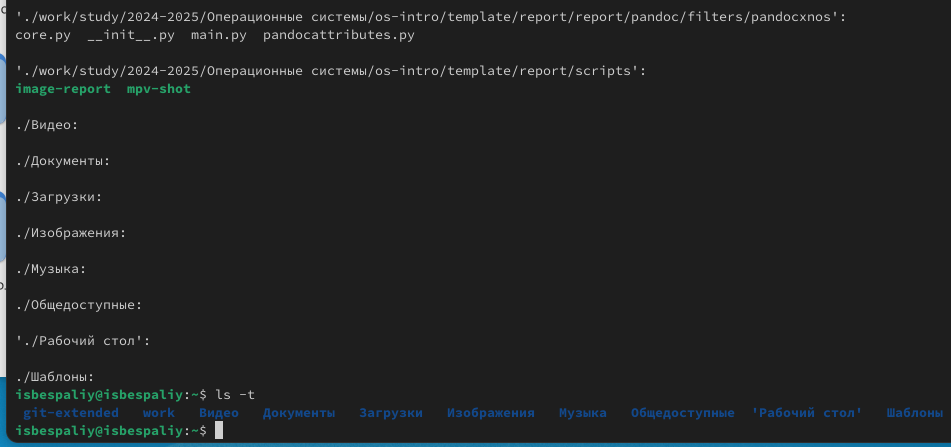 './work/study/2024-2025/Операционные системы/os-intro/template/report/report/pandoc/filters/pandocxnos':
core.py  __init__.py  main.py  pandocattributes.py
'./work/study/2024-2025/Операционные системы/os-intro/template/report/scripts':
image-report  mpv-shot
./Видео:
./Документы:
./Загрузки:
./Изображения:
./Музыка:
./Общедоступные:
'./Рабочий стол':
./Шаблоны:
isbespaliy@isbespaliy:~$ ls -t
git-extended  work  Видео  Документы  Загрузки  Изображения  Музыка  Общедоступные  'Рабочий стол'  Шаблоны
isbespaliy@isbespaliy:~$